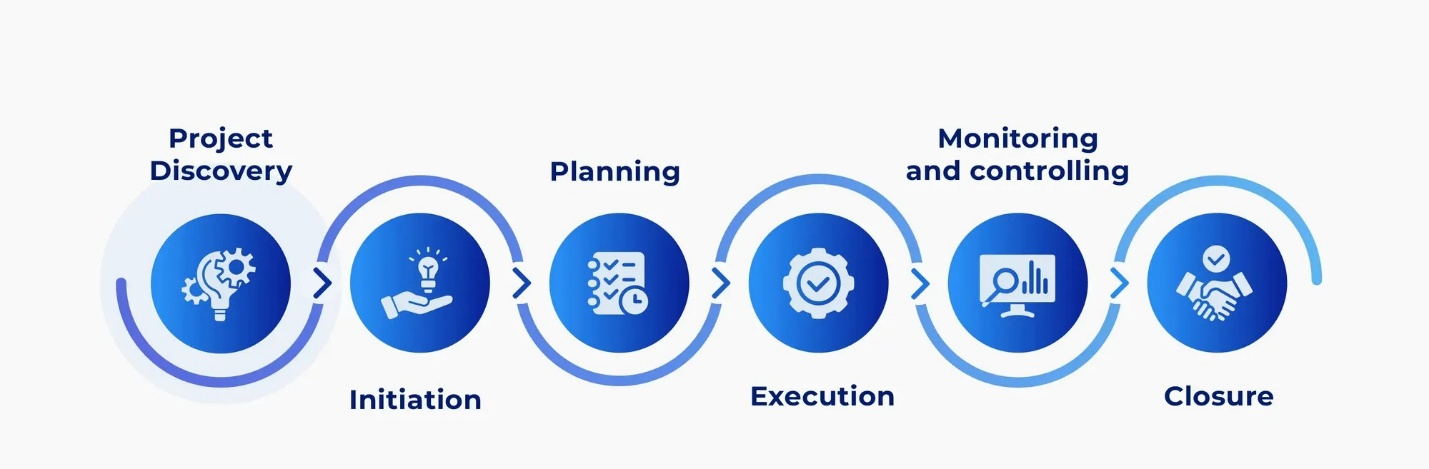 Project
Discovery
Initiation
Planning
Execution
Monitoring
and controlling
Closure